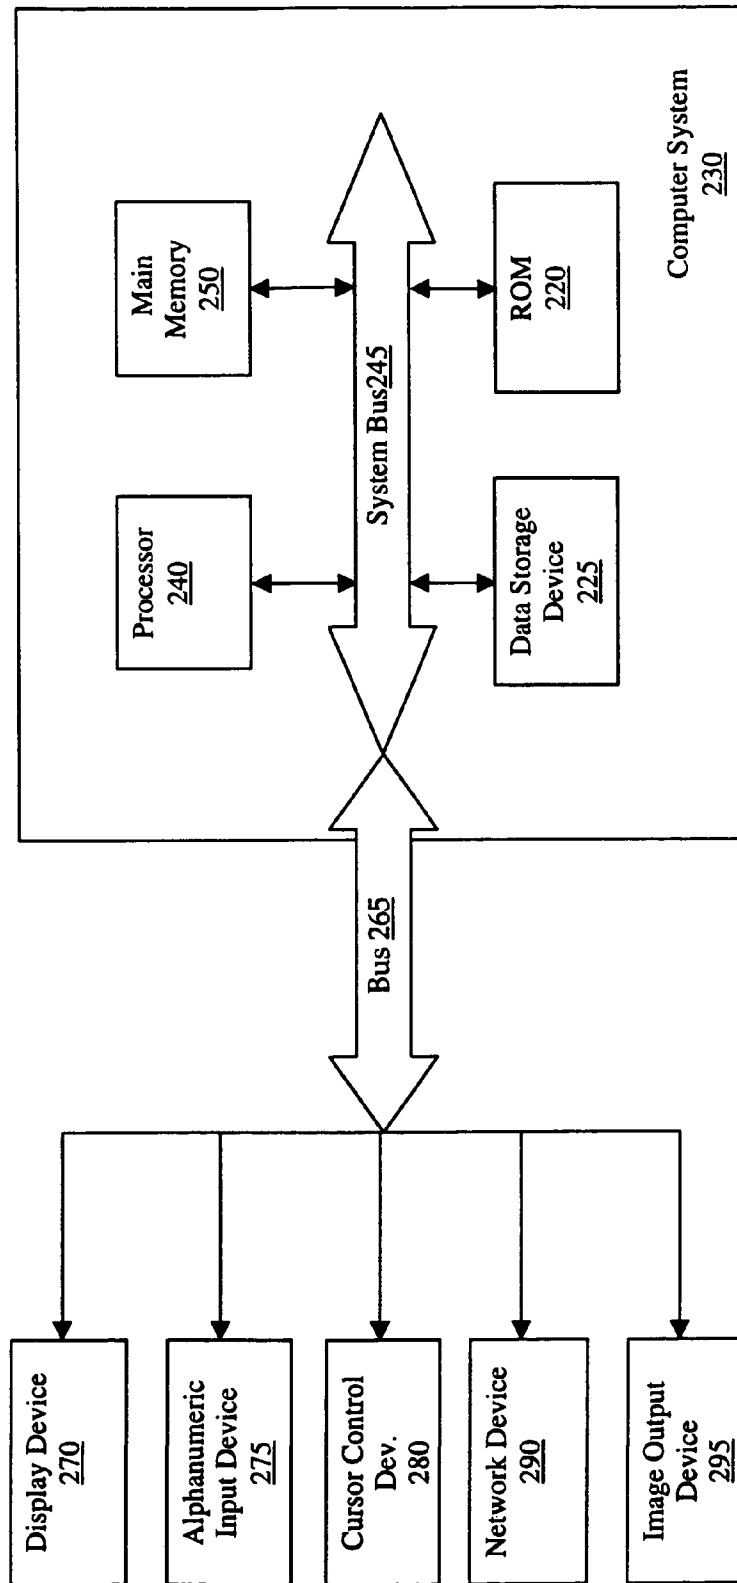 Display Device
270
Alphanumeric
Input Device
275
Cursor Control
Dev.
280
Network Device
290
Image Output
Device
295
Bus 265
Processor
240
Main
Memory
250
System Bus245
Data Storage
Device
225
ROM
220
Computer System
230